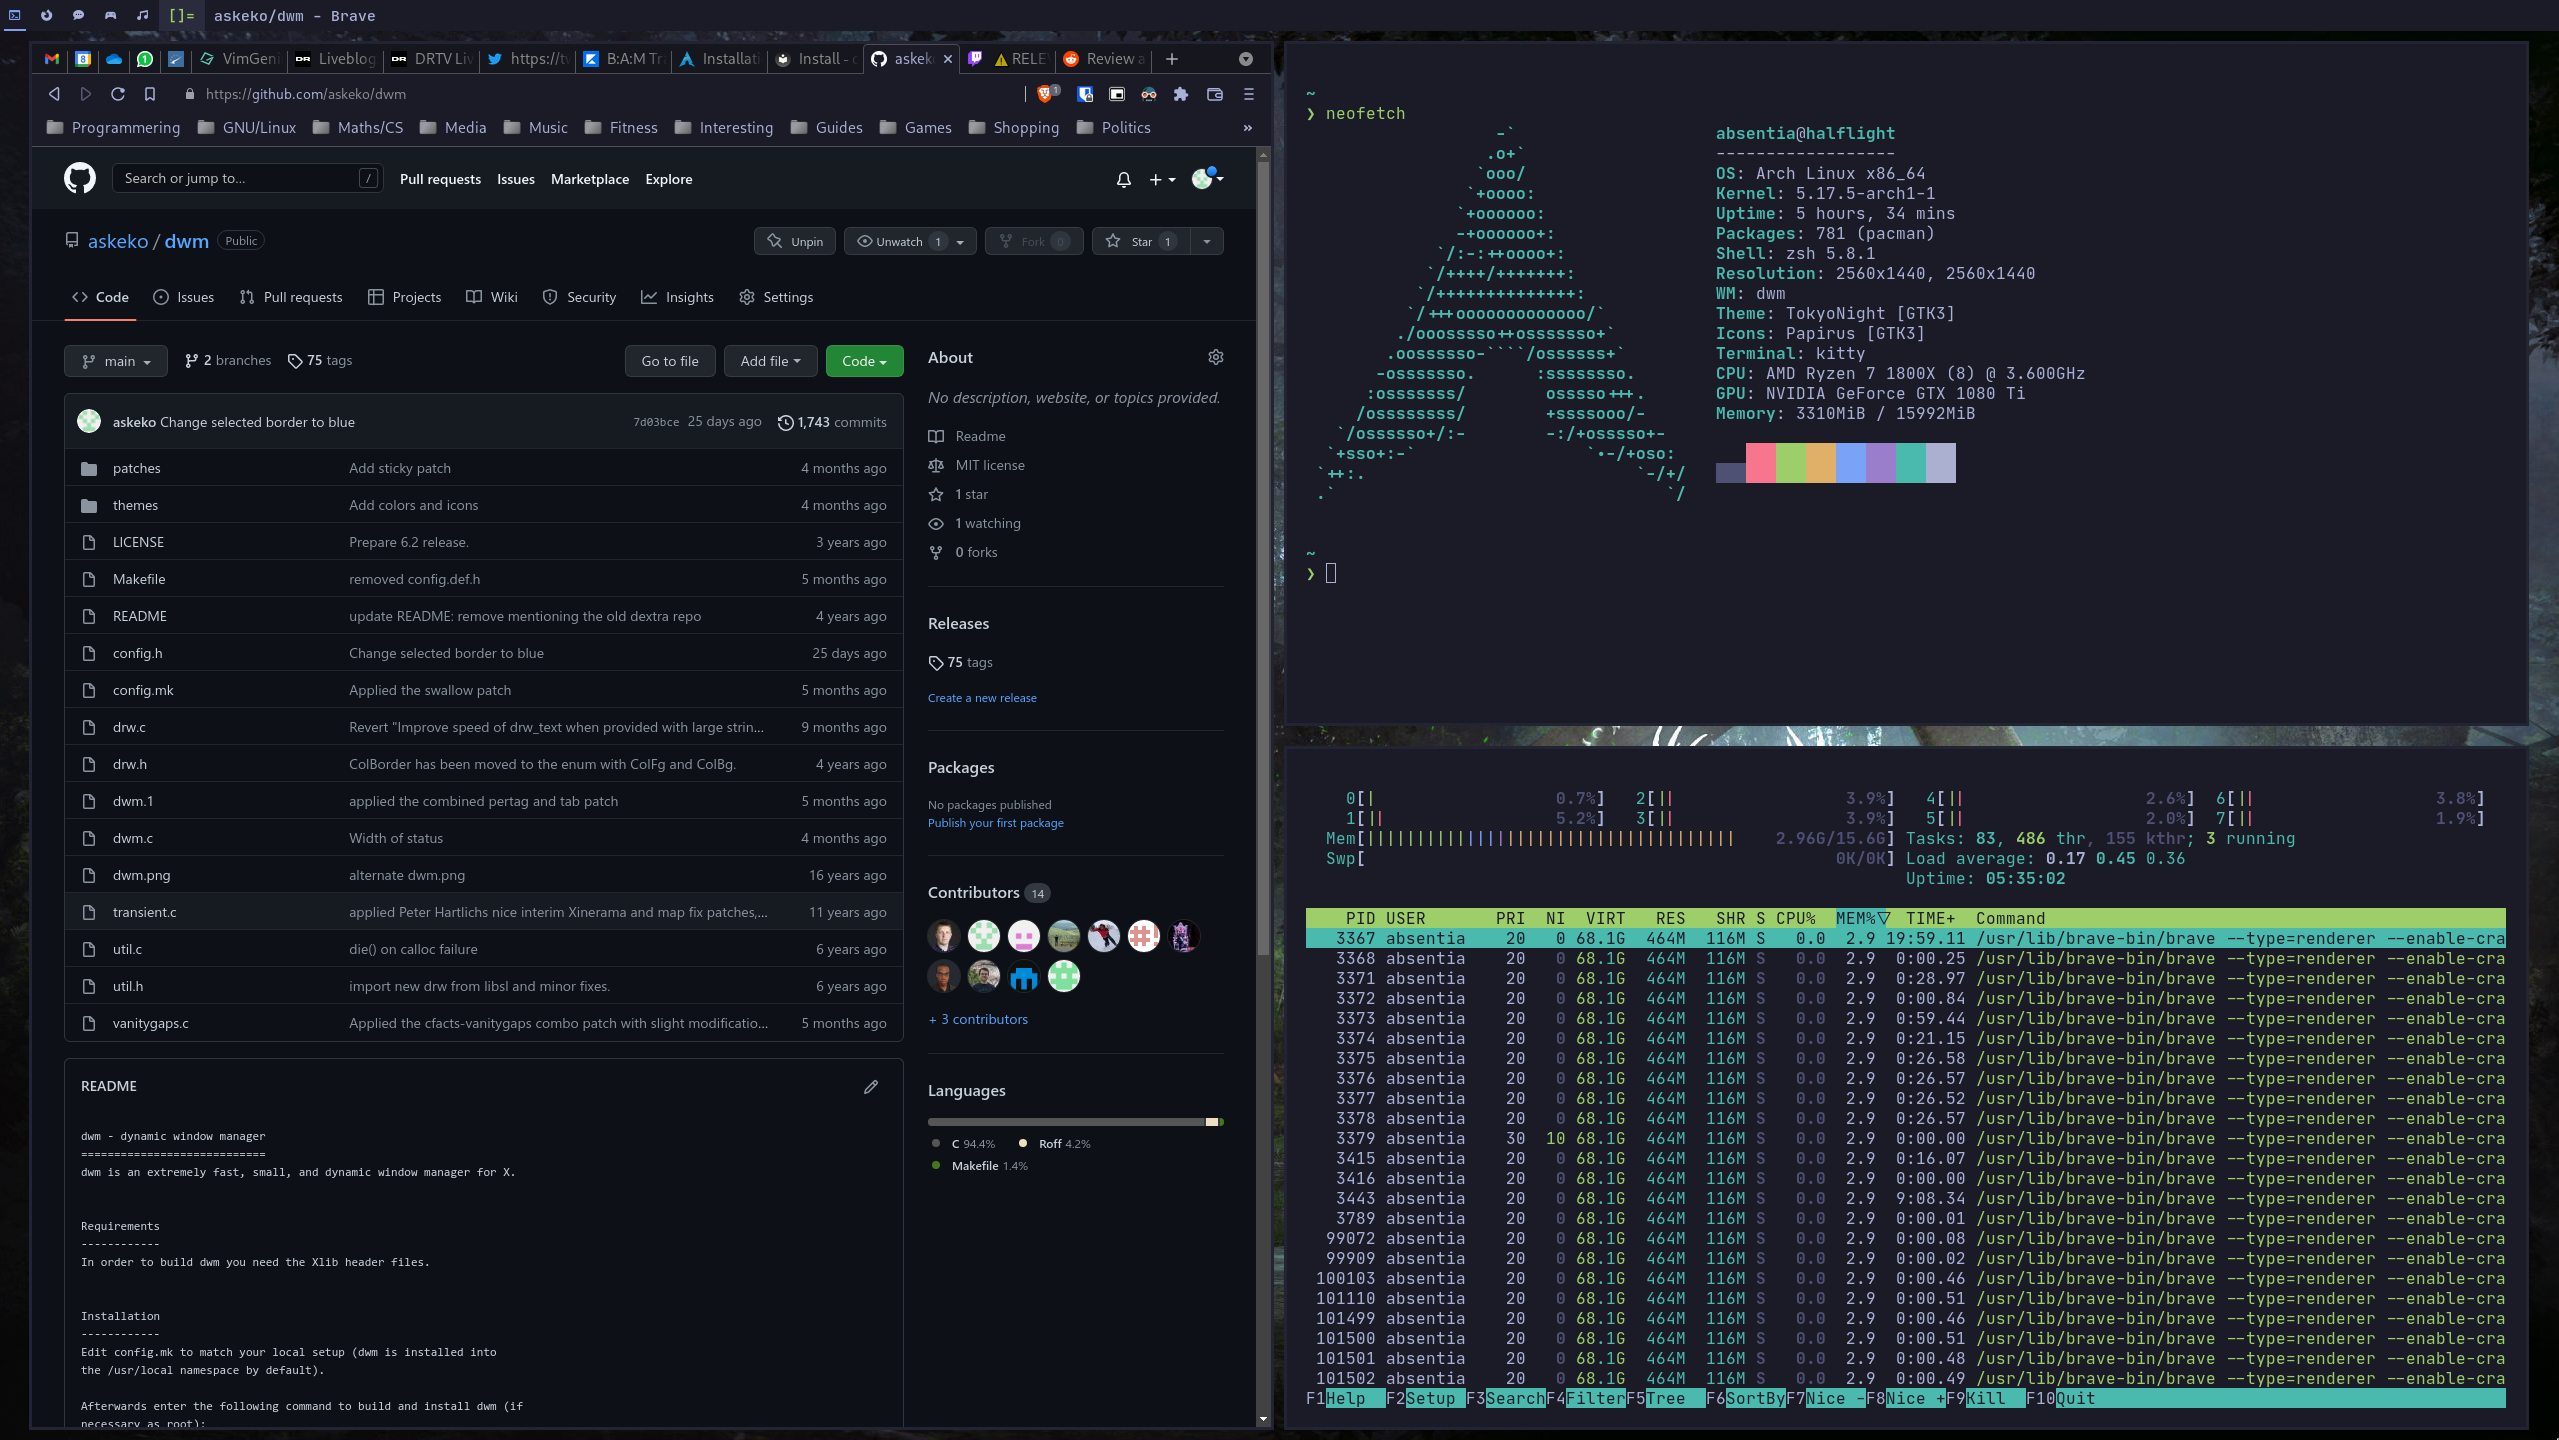 []= askeko/dwm - Brave
VimGeni Liveblog DRTV Liv https://tw B:A:M Tra Installati Install - askeko RELEV Review a
https://github.com/askeko/dwm
Programmering GNU/Linux Maths/CS Media Music Fitness Interesting Guides Games Shopping Politics »
Search or jump to... / Pull requests Issues Marketplace Explore
askeko / dwm Public Unpin Unwatch 1 Fork 0 Star 1
Code Issues Pull requests Projects Wiki Security Insights Settings
main 2 branches 75 tags Go to file Add file Code
askeko Change selected border to blue 7d03bce 25 days ago 1,743 commits
patches Add sticky patch 4 months ago
themes Add colors and icons 4 months ago
LICENSE Prepare 6.2 release. 3 years ago
Makefile removed config.def.h 5 months ago
README update README: remove mentioning the old dextra repo 4 years ago
config.h Change selected border to blue 25 days ago
config.mk Applied the swallow patch 5 months ago
drw.c Revert "Improve speed of drw_text when provided with large strin... 9 months ago
drw.h ColBorder has been moved to the enum with ColFg and ColBg. 4 years ago
dwm.1 applied the combined pertag and tab patch 5 months ago
dwm.c Width of status 4 months ago
dwm.png alternate dwm.png 16 years ago
transient.c applied Peter Hartlichs nice interim Xinerama and map fix patches,... 11 years ago
util.c die() on calloc failure 6 years ago
util.h import new drw from libsl and minor fixes. 6 years ago
vanitygaps.c Applied the cfacts-vanitygaps combo patch with slight modificatio... 5 months ago
README
dwm - dynamic window manager
============================
dwm is an extremely fast, small, and dynamic window manager for X.
Requirements
------------
In order to build dwm you need the Xlib header files.
Installation
------------
Edit config.mk to match your local setup (dwm is installed into
the /usr/local namespace by default).
Afterwards enter the following command to build and install dwm (if
necessary as root):
About
No description, website, or topics provided.
Readme
MIT license
1 star
1 watching
0 forks
Releases
75 tags
Create a new release
Packages
No packages published
Publish your first package
Contributors 14
+ 3 contributors
Languages
C 94.4% Roff 4.2%
Makefile 1.4%
~
❯ neofetch
-`
.o+`
`ooo/
`+oooo:
`+oooooo:
-+oooooo+:
`/:-:++oooo+:
`/++++/+++++++:
`/++++++++++++++:
`/+++ooooooooooooo/`
./ooosssso++osssssso+`
.oossssso-````/ossssss+`
-osssssso.      :ssssssso.
:osssssss/        osssso+++.
/ossssssss/        +ssssooo/-
`/ossssso+/:-        -:/+osssso+-
`+sso+:-`                 `.-/+oso:
`++:.                           `-/+/
.`                                 `/
absentia@halflight
------------------
OS: Arch Linux x86_64
Kernel: 5.17.5-arch1-1
Uptime: 5 hours, 34 mins
Packages: 781 (pacman)
Shell: zsh 5.8.1
Resolution: 2560x1440, 2560x1440
WM: dwm
Theme: TokyoNight [GTK3]
Icons: Papirus [GTK3]
Terminal: kitty
CPU: AMD Ryzen 7 1800X (8) @ 3.600GHz
GPU: NVIDIA GeForce GTX 1080 Ti
Memory: 3310MiB / 15992MiB
~
❯
0[| 0.7%] 2[|| 3.9%] 4[|| 2.6%] 6[|| 3.8%]
1[|| 5.2%] 3[|| 3.9%] 5[|| 2.0%] 7[|| 1.9%]
Mem[||||||||||||||||||||||||||||||||||||| 2.96G/15.6G] Tasks: 83, 486 thr, 155 kthr; 3 running
Swp[ 0K/0K] Load average: 0.17 0.45 0.36
Uptime: 05:35:02
PID USER PRI NI VIRT RES SHR S CPU% MEM%▽ TIME+ Command
3367 absentia 20 0 68.1G 464M 116M S 0.0 2.9 19:59.11 /usr/lib/brave-bin/brave --type=renderer --enable-cra
3368 absentia 20 0 68.1G 464M 116M S 0.0 2.9 0:00.25 /usr/lib/brave-bin/brave --type=renderer --enable-cra
3371 absentia 20 0 68.1G 464M 116M S 0.0 2.9 0:28.97 /usr/lib/brave-bin/brave --type=renderer --enable-cra
3372 absentia 20 0 68.1G 464M 116M S 0.0 2.9 0:00.84 /usr/lib/brave-bin/brave --type=renderer --enable-cra
3373 absentia 20 0 68.1G 464M 116M S 0.0 2.9 0:59.44 /usr/lib/brave-bin/brave --type=renderer --enable-cra
3374 absentia 20 0 68.1G 464M 116M S 0.0 2.9 0:21.15 /usr/lib/brave-bin/brave --type=renderer --enable-cra
3375 absentia 20 0 68.1G 464M 116M S 0.0 2.9 0:26.58 /usr/lib/brave-bin/brave --type=renderer --enable-cra
3376 absentia 20 0 68.1G 464M 116M S 0.0 2.9 0:26.57 /usr/lib/brave-bin/brave --type=renderer --enable-cra
3377 absentia 20 0 68.1G 464M 116M S 0.0 2.9 0:26.52 /usr/lib/brave-bin/brave --type=renderer --enable-cra
3378 absentia 20 0 68.1G 464M 116M S 0.0 2.9 0:26.57 /usr/lib/brave-bin/brave --type=renderer --enable-cra
3379 absentia 30 10 68.1G 464M 116M S 0.0 2.9 0:00.00 /usr/lib/brave-bin/brave --type=renderer --enable-cra
3415 absentia 20 0 68.1G 464M 116M S 0.0 2.9 0:16.07 /usr/lib/brave-bin/brave --type=renderer --enable-cra
3416 absentia 20 0 68.1G 464M 116M S 0.0 2.9 0:00.00 /usr/lib/brave-bin/brave --type=renderer --enable-cra
3443 absentia 20 0 68.1G 464M 116M S 0.0 2.9 9:08.34 /usr/lib/brave-bin/brave --type=renderer --enable-cra
3789 absentia 20 0 68.1G 464M 116M S 0.0 2.9 0:00.01 /usr/lib/brave-bin/brave --type=renderer --enable-cra
99072 absentia 20 0 68.1G 464M 116M S 0.0 2.9 0:00.08 /usr/lib/brave-bin/brave --type=renderer --enable-cra
99909 absentia 20 0 68.1G 464M 116M S 0.0 2.9 0:00.02 /usr/lib/brave-bin/brave --type=renderer --enable-cra
100103 absentia 20 0 68.1G 464M 116M S 0.0 2.9 0:00.46 /usr/lib/brave-bin/brave --type=renderer --enable-cra
101110 absentia 20 0 68.1G 464M 116M S 0.0 2.9 0:00.51 /usr/lib/brave-bin/brave --type=renderer --enable-cra
101499 absentia 20 0 68.1G 464M 116M S 0.0 2.9 0:00.46 /usr/lib/brave-bin/brave --type=renderer --enable-cra
101500 absentia 20 0 68.1G 464M 116M S 0.0 2.9 0:00.51 /usr/lib/brave-bin/brave --type=renderer --enable-cra
101501 absentia 20 0 68.1G 464M 116M S 0.0 2.9 0:00.48 /usr/lib/brave-bin/brave --type=renderer --enable-cra
101502 absentia 20 0 68.1G 464M 116M S 0.0 2.9 0:00.49 /usr/lib/brave-bin/brave --type=renderer --enable-cra
F1Help F2Setup F3SearchF4FilterF5Tree F6SortByF7Nice -F8Nice +F9Kill F10Quit